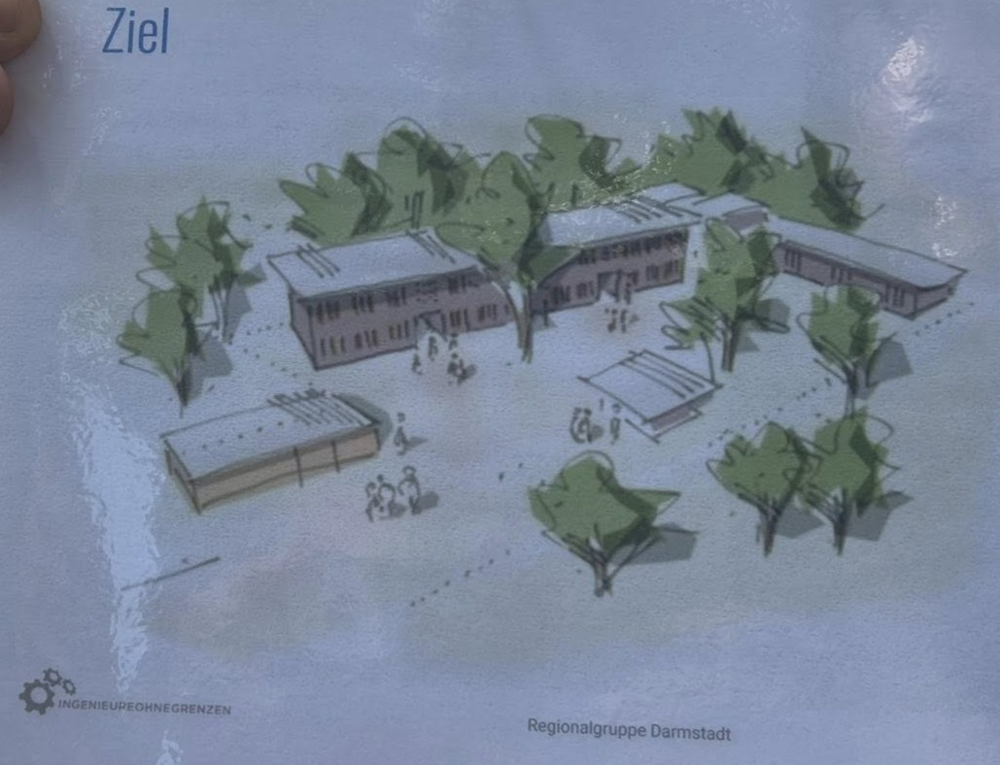 Ziel
INGENIEUREOHNEGRENZEN
Regionalgruppe Darmstadt